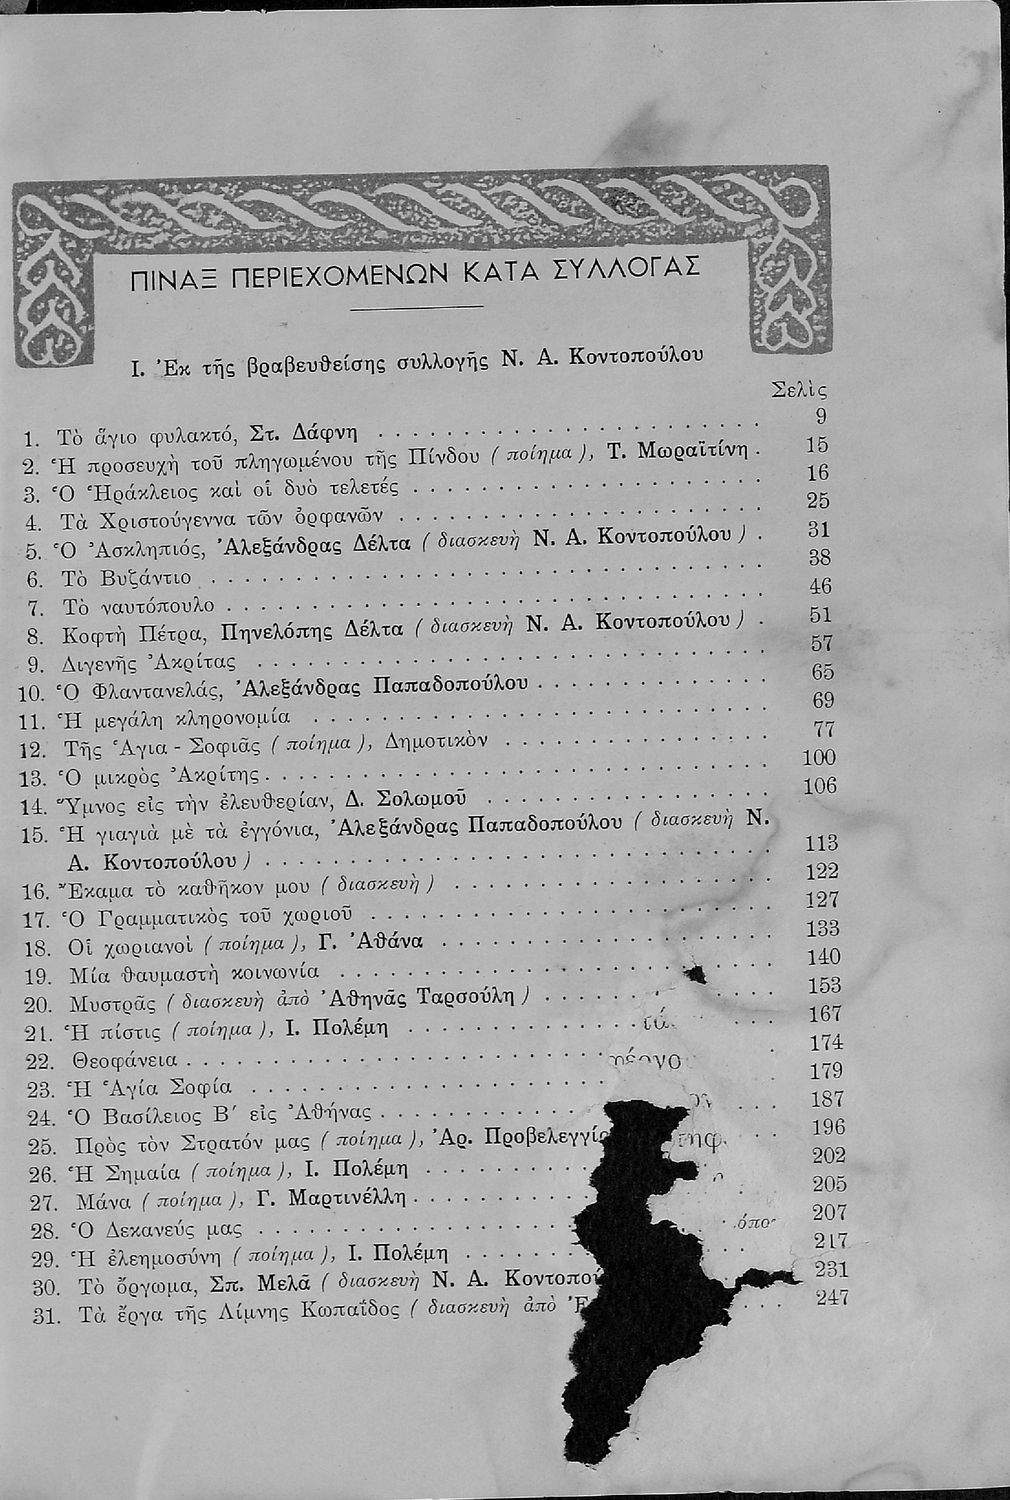 ΠΙΝΑΞ ΠΕΡΙΕΧΟΜΕΝΩΝ ΚΑΤΑ ΣΥΛΛΟΓΑΣ
Ι. Ἐκ τῆς βραβευθείσης συλλογῆς Ν. Α. Κοντοπούλου
Σελὶς
1. Τὸ ἅγιο φυλακτό, Στ. Δάφνη . . . . . . . . . . . . . . . . . . . . 9
2. Ἡ προσευχὴ τοῦ πληγωμένου τῆς Πίνδου ( ποίημα ), Τ. Μωραϊτίνη . 15
3. Ὁ Ἡράκλειος καὶ οἱ δυὸ τελετές . . . . . . . . . . . . . . . . . . 16
4. Τὰ Χριστούγεννα τῶν ὀρφανῶν . . . . . . . . . . . . . . . . . . . 25
5. Ὁ Ἀσκληπιός, Ἀλεξάνδρας Δέλτα ( διασκευὴ Ν. Α. Κοντοπούλου ) . 31
6. Τὸ Βυζάντιο . . . . . . . . . . . . . . . . . . . . . . . . . . . 38
7. Τὸ ναυτόπουλο . . . . . . . . . . . . . . . . . . . . . . . . . . 46
8. Κοφτὴ Πέτρα, Πηνελόπης Δέλτα ( διασκευὴ Ν. Α. Κοντοπούλου ) . 51
9. Διγενῆς Ἀκρίτας . . . . . . . . . . . . . . . . . . . . . . . . . 57
10. Ὁ Φλαντανελάς, Ἀλεξάνδρας Παπαδοπούλου . . . . . . . . . . . . 65
11. Ἡ μεγάλη κληρονομία . . . . . . . . . . . . . . . . . . . . . . . 69
12. Τῆς Ἁγια - Σοφιᾶς ( ποίημα ), Δημοτικὸν . . . . . . . . . . . . . . 77
13. Ὁ μικρὸς Ἀκρίτης . . . . . . . . . . . . . . . . . . . . . . . . . 100
14. Ὕμνος εἰς τὴν ἐλευθερίαν, Δ. Σολωμοῦ . . . . . . . . . . . . . . . 106
15. Ἡ γιαγιὰ μὲ τὰ ἐγγόνια, Ἀλεξάνδρας Παπαδοπούλου ( διασκευὴ Ν.
Α. Κοντοπούλου ) . . . . . . . . . . . . . . . . . . . . . . . . . 113
16. Ἔκαμα τὸ καθῆκον μου ( διασκευὴ ) . . . . . . . . . . . . . . . . . 122
17. Ὁ Γραμματικὸς τοῦ χωριοῦ . . . . . . . . . . . . . . . . . . . . . 127
18. Οἱ χωριανοὶ ( ποίημα ), Γ. Ἀθάνα . . . . . . . . . . . . . . . . . 133
19. Μία θαυμαστὴ κοινωνία . . . . . . . . . . . . . . . . . . . . . . 140
20. Μυστρᾶς ( διασκευὴ ἀπὸ Ἀθηνᾶς Ταρσούλη ) . . . . . . . . . . . . 153
21. Ἡ πίστις ( ποίημα ), Ι. Πολέμη . . . . . . . . . . . . . . . . . . 167
22. Θεοφάνεια . . . . . . . . . . . . . . . . . . . . . . . . . . . . 174
23. Ἡ Ἁγία Σοφία . . . . . . . . . . . . . . . . . . . . . 179
24. Ὁ Βασίλειος Β′ εἰς Ἀθήνας . . . . . . . . . . . . . . . 187
25. Πρὸς τὸν Στρατόν μας ( ποίημα ), Ἀρ. Προβελεγγί . . 196
26. Ἡ Σημαία ( ποίημα ), Ι. Πολέμη . . . . . . . . . . . 202
27. Μάνα ( ποίημα ), Γ. Μαρτινέλλη . . . . . . . . . . . 205
28. Ὁ Δεκανεύς μας . . . . . . . . . . . . . . . . . . . 207
29. Ἡ ἐλεημοσύνη ( ποίημα ), Ι. Πολέμη . . . . . . . . . 217
30. Τὸ ὄργωμα, Σπ. Μελᾶ ( διασκευὴ Ν. Α. Κοντοπού 231
31. Τὰ ἔργα τῆς Λίμνης Κωπαΐδος ( διασκευὴ ἀπὸ . . . 247